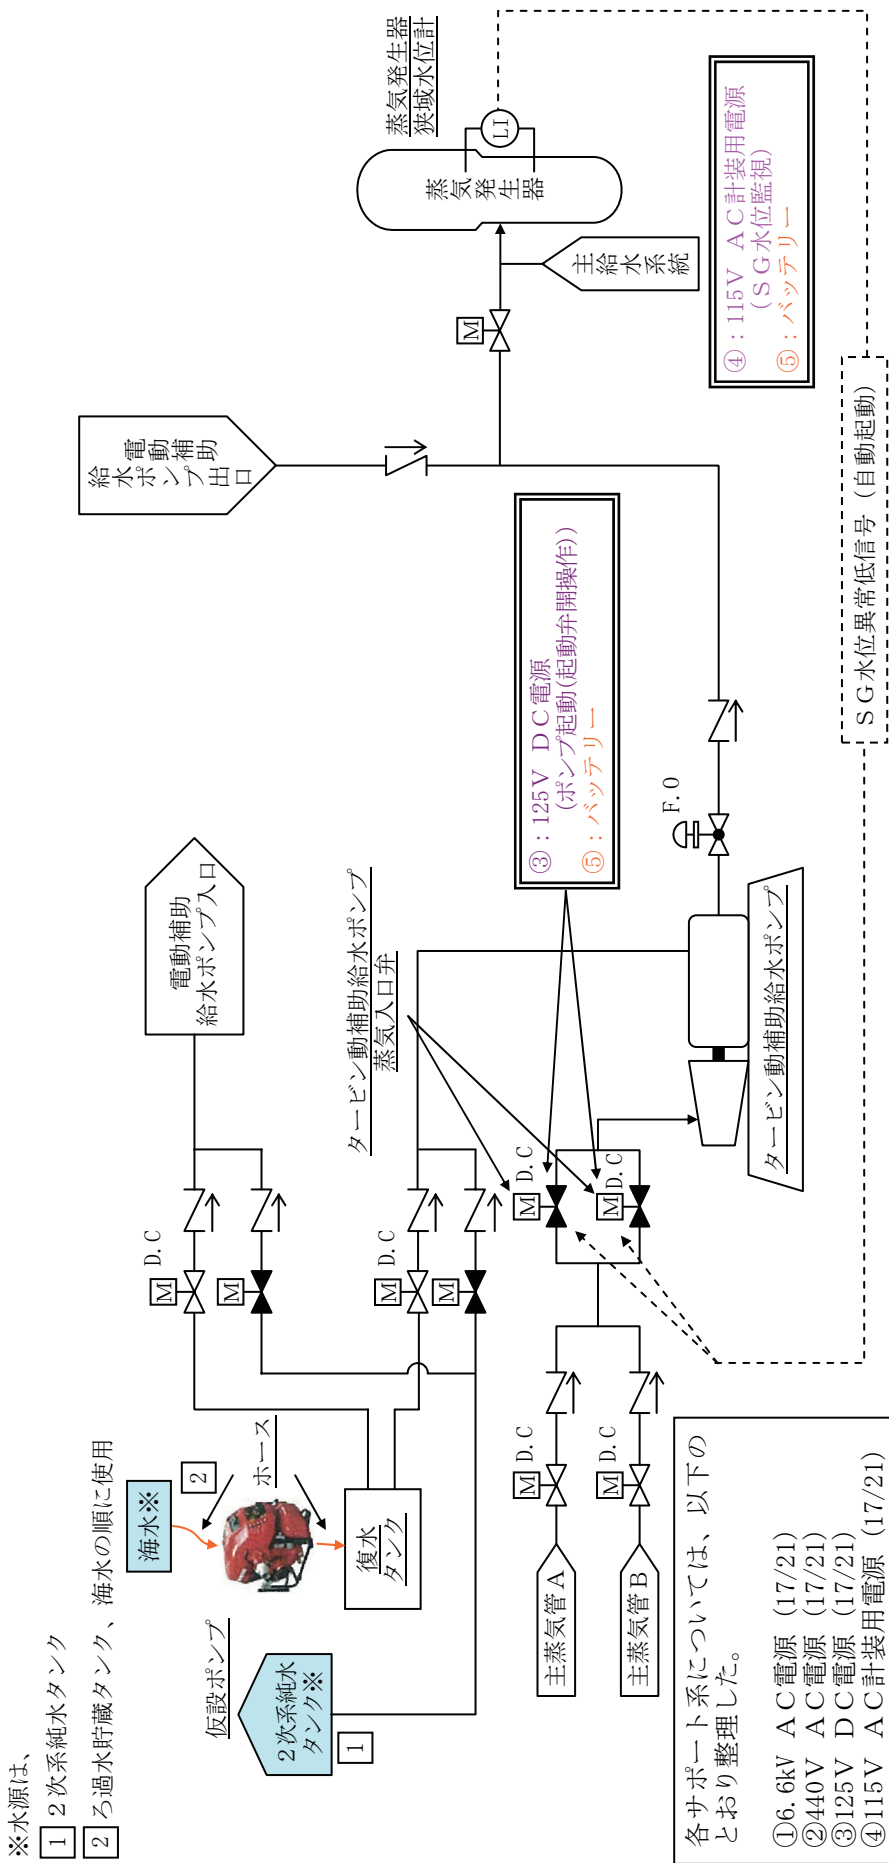 ※水源は、
1 ２次系純水タンク
2 ろ過水貯蔵タンク、海水の順に使用
海水※
2
ホース
仮設ポンプ
復水
タンク
２次系純水
タンク※
1
D.C
M
M
電動補助
給水ポンプ入口
D.C
M
M
タービン動補助給水ポンプ
蒸気入口弁
主蒸気管Ａ
主蒸気管Ｂ
M
D.C
M
D.C
M
D.C
M
D.C
タービン動補助給水ポンプ
F.O
③：125V ＤＣ電源
（ポンプ起動(起動弁開操作)）
⑤：バッテリー
電動補助
給水ポンプ出口
M
主給水系統
蒸気
発生器
蒸気発生器
狭域水位計
LI
④：115V ＡＣ計装用電源
（ＳＧ水位監視）
⑤：バッテリー
ＳＧ水位異常低信号（自動起動）
各サポート系については、以下の
とおり整理した。
①6.6kV ＡＣ電源（17/21）
②440V ＡＣ電源（17/21）
③125V ＤＣ電源（17/21）
④115V ＡＣ計装用電源（17/21）